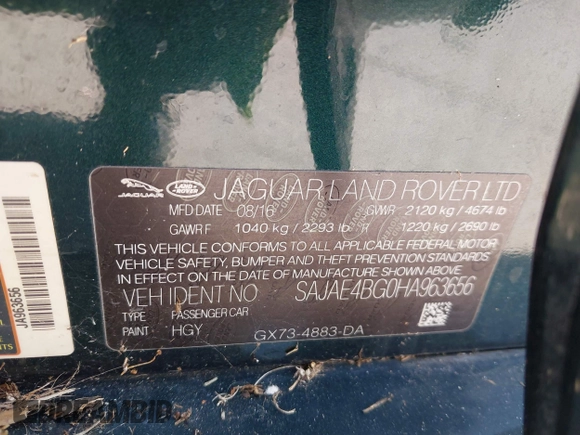 JAGUAR
LAND ROVER
JAGUAR LAND ROVER LTD
MFD DATE 08/16 GWR 2120 kg / 4674 lb
GAWR F 1040 kg / 2293 lb R 1220 kg / 2690 lb
THIS VEHICLE CONFORMS TO ALL APPLICABLE FEDERAL MOTOR
VEHICLE SAFETY, BUMPER AND THEFT PREVENTION STANDARDS
IN EFFECT ON THE DATE OF MANUFACTURE SHOWN ABOVE.
VEH IDENT NO SAJAE4BG0HA963656
TYPE PASSENGER CAR
PAINT HGY GX73-4883-DA
JA963656